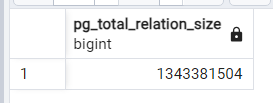 pg_total_relation_size
bigint
1 1343381504